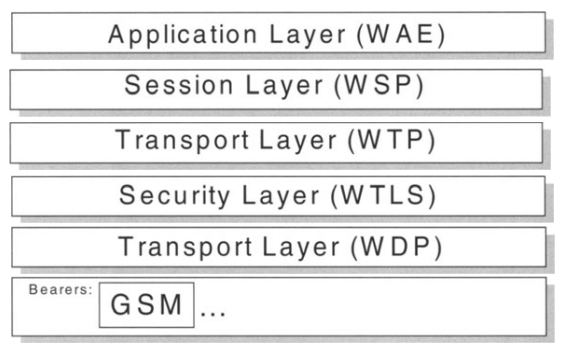 Application Layer (WAE)
Session Layer (WSP)
Transport Layer (WTP)
Security Layer (WTLS)
Transport Layer (WDP)
Bearers: GSM ...